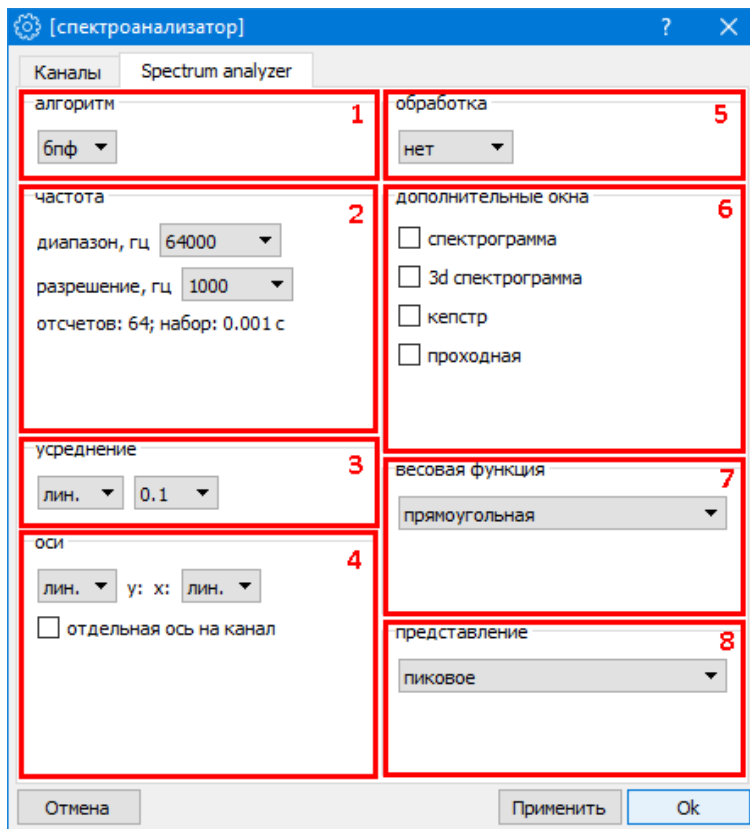 [спектроанализатор] ?
Каналы Spectrum analyzer
алгоритм 1
бпф
частота 2
диапазон, гц 64000
разрешение, гц 1000
отсчетов: 64; набор: 0.001 с
усреднение 3
лин. 0.1
оси 4
лин. y: x: лин.
отдельная ось на канал
обработка 5
нет
дополнительные окна 6
спектрограмма
3d спектрограмма
кепстр
проходная
весовая функция 7
прямоугольная
представление 8
пиковое
Отмена Применить Ok